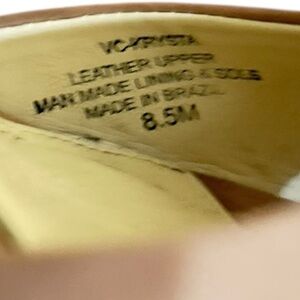 VC-KRYSTA
LEATHER UPPER
MAN MADE LINING & SOLE
MADE IN BRAZIL
8.5M